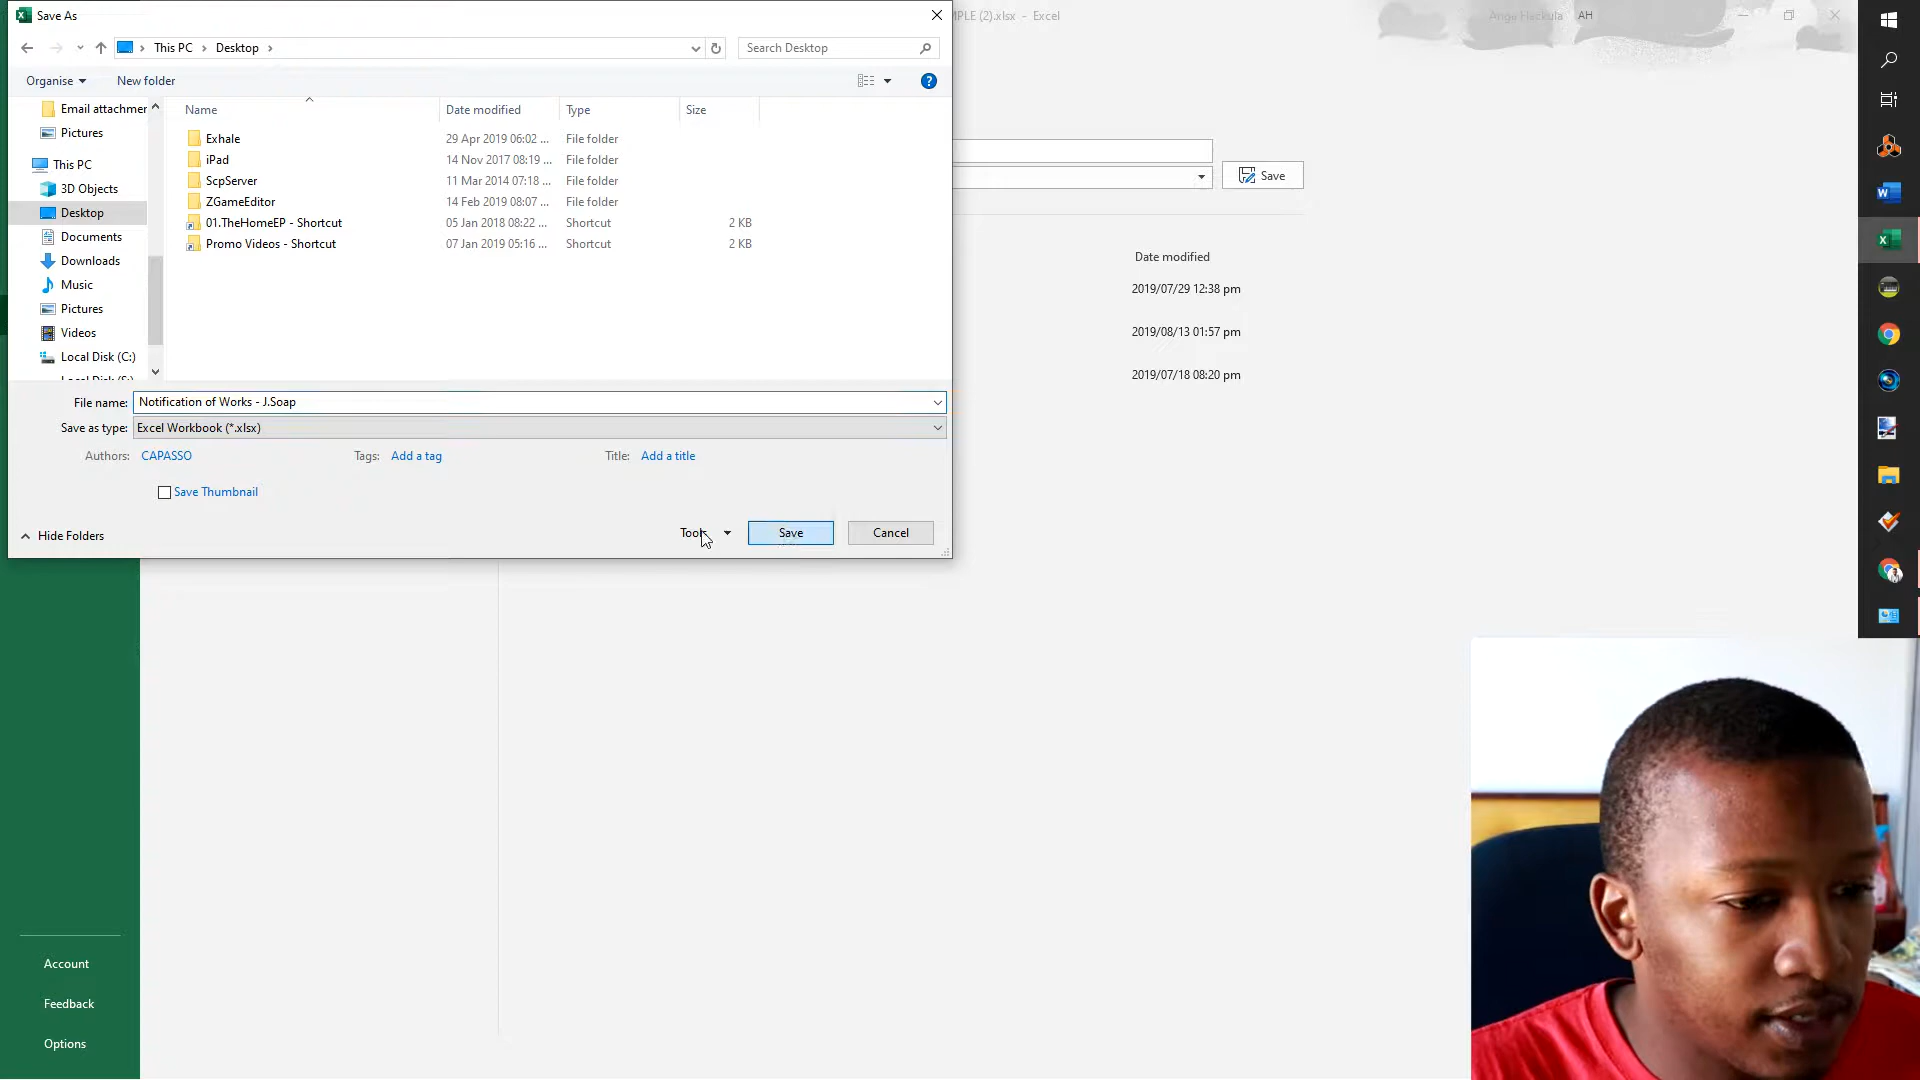 Save As
MPLE (2).xlsx - Excel
Anga Hackula AH
This PC
Desktop
Search Desktop
Organise
New folder
Email attachmer
Pictures
This PC
3D Objects
Desktop
Documents
Downloads
Music
Pictures
Videos
Local Disk (C:)
Name Date modified Type Size
Exhale 29 Apr 2019 06:02 ... File folder
iPad 14 Nov 2017 08:19 ... File folder
ScpServer 11 Mar 2014 07:18 ... File folder
ZGameEditor 14 Feb 2019 08:07 ... File folder
01.TheHomeEP - Shortcut 05 Jan 2018 08:22 ... Shortcut 2 KB
Promo Videos - Shortcut 07 Jan 2019 05:16 ... Shortcut 2 KB
Save
Date modified
2019/07/29 12:38 pm
2019/08/13 01:57 pm
2019/07/18 08:20 pm
File name: Notification of Works - J.Soap
Save as type: Excel Workbook (*.xlsx)
Authors: CAPASSO Tags: Add a tag Title: Add a title
Save Thumbnail
Hide Folders
Tools
Save
Cancel
Account
Feedback
Options